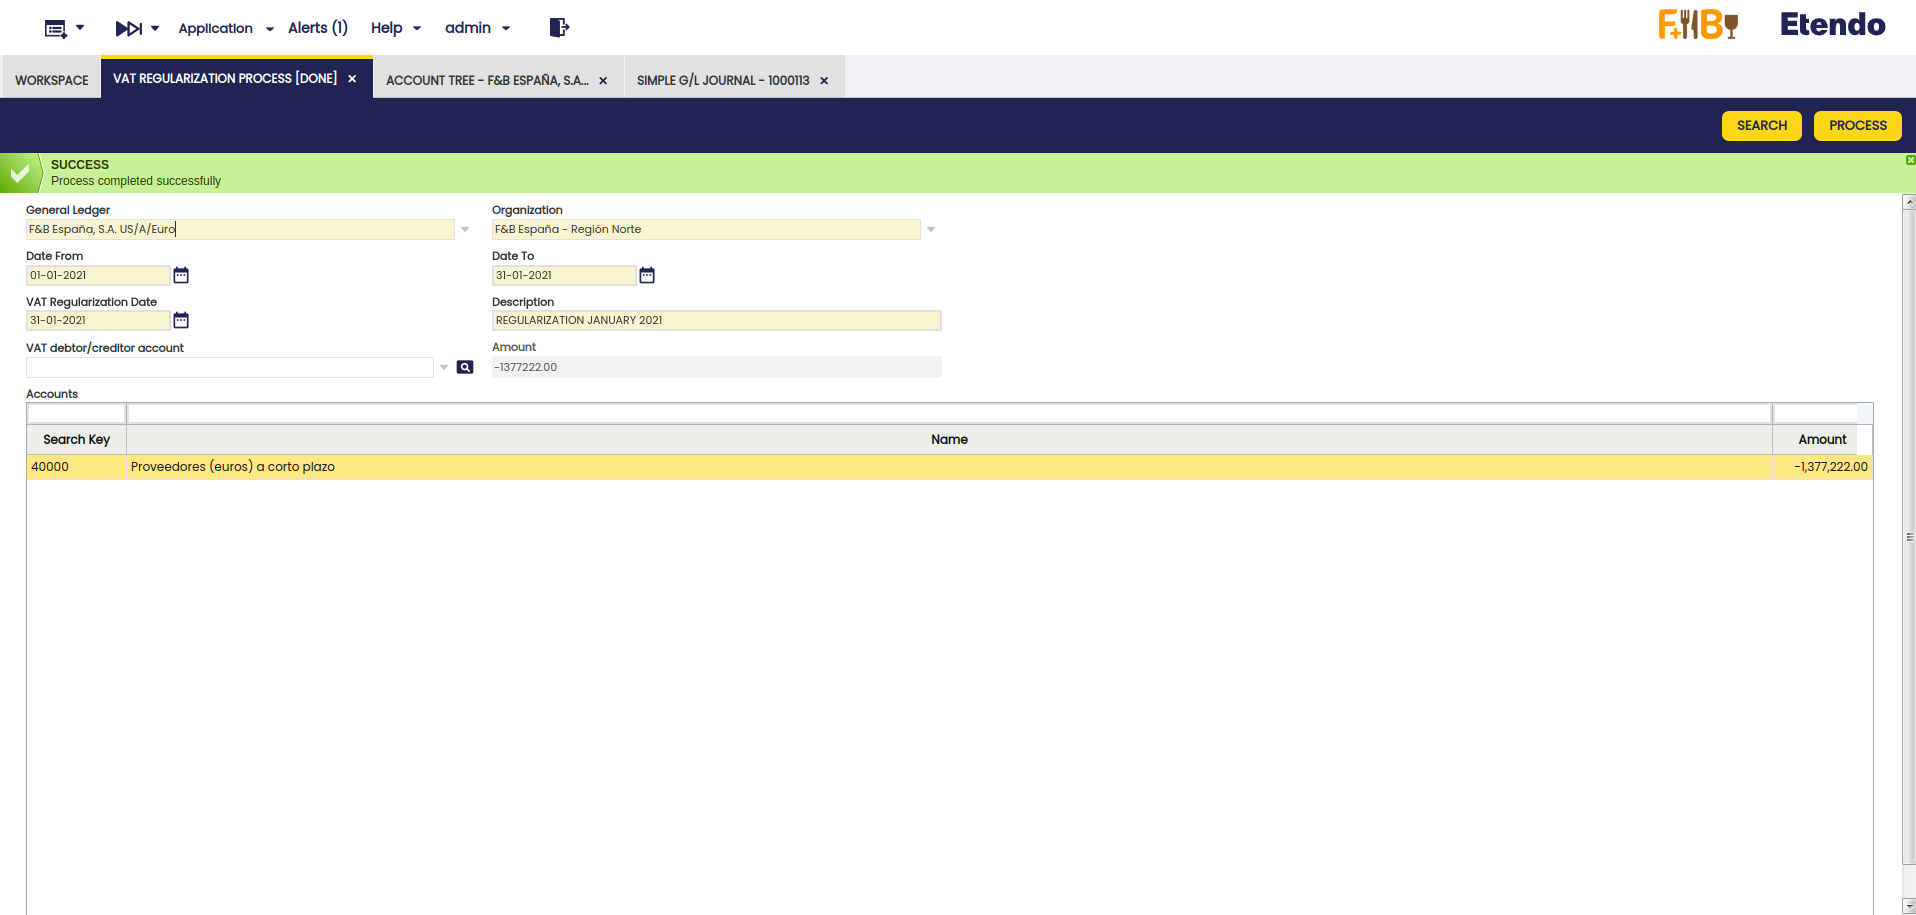 Application
Alerts (1)
Help
admin
F+B
Etendo
WORKSPACE
VAT REGULARIZATION PROCESS [DONE]
ACCOUNT TREE - F&B ESPAÑA, S.A...
SIMPLE G/L JOURNAL - 1000113
SEARCH
PROCESS
SUCCESS
Process completed successfully
General Ledger
Organization
F&B España, S.A. US/A/Euro
F&B España - Región Norte
Date From
Date To
01-01-2021
31-01-2021
VAT Regularization Date
Description
31-01-2021
REGULARIZATION JANUARY 2021
VAT debtor/creditor account
Amount
-1377222.00
Accounts
Search Key
Name
Amount
40000
Proveedores (euros) a corto plazo
-1,377,222.00